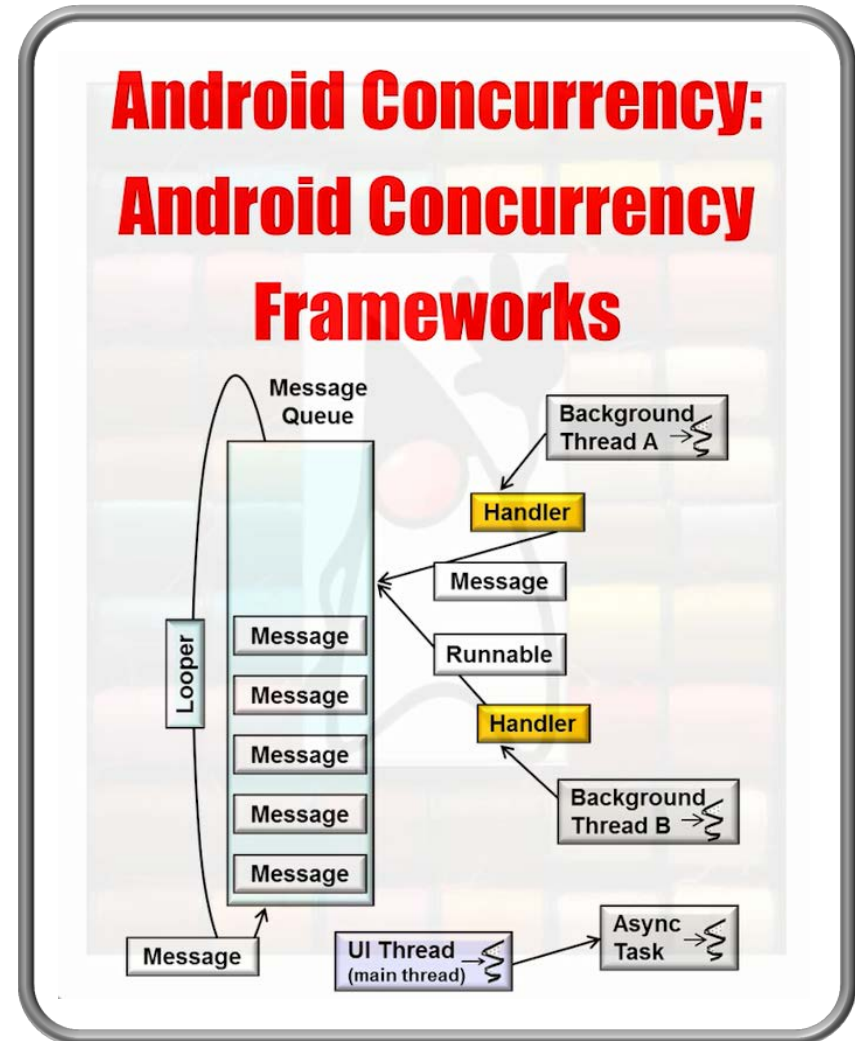 Android Concurrency:
Android Concurrency
Frameworks
Message
Queue
Background
Thread A
Handler
Message
Runnable
Handler
Background
Thread B
Looper
Message
Message
Message
Message
Message
Message
UI Thread
(main thread)
Async
Task